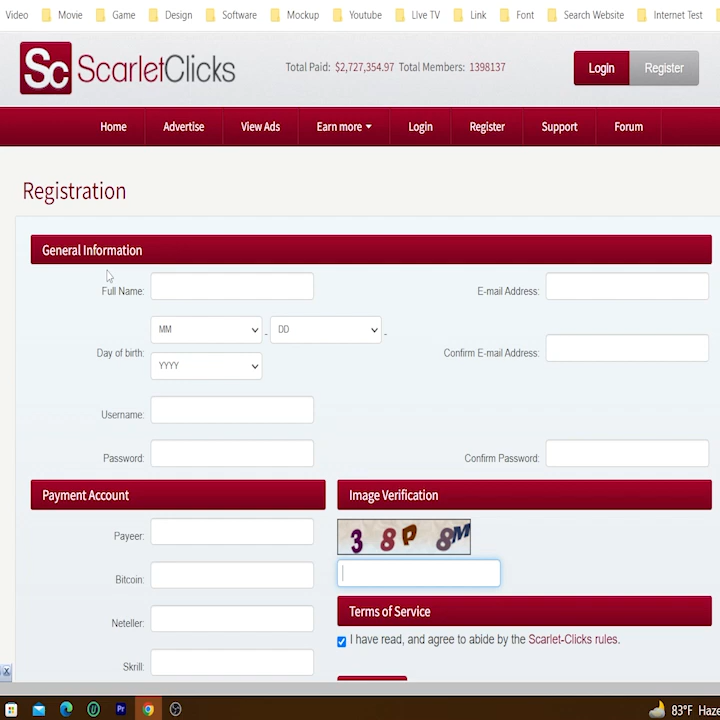 Video Movie Game Design Software Mockup Youtube LIve TV Link Font Search Website Internet Test
Sc ScarletClicks Total Paid: $2,727,354.97 Total Members: 1398137 Login Register
Home Advertise View Ads Earn more Login Register Support Forum
Registration
General Information
Full Name: E-mail Address:
MM - DD -
Day of birth: Confirm E-mail Address:
YYYY
Username:
Password: Confirm Password:
Payment Account Image Verification
Payeer: 3 8 P 8 M
Bitcoin:
Neteller: Terms of Service
I have read, and agree to abide by the Scarlet-Clicks rules.
Skrill:
Pr 83°F Haze